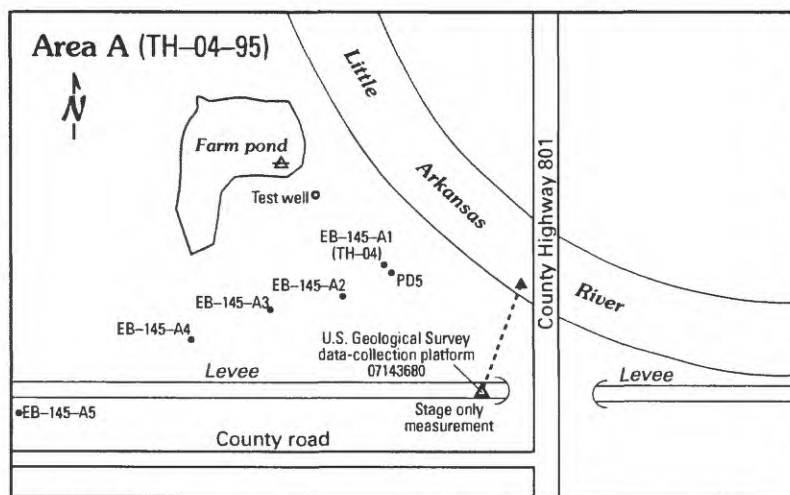 Area A (TH–04–95)
N
Little
Arkansas
River
County Highway 801
Farm pond
Test well
EB–145–A1
(TH–04)
PD5
EB–145–A2
EB–145–A3
EB–145–A4
U.S. Geological Survey
data-collection platform
07143680
Levee
Levee
Stage only
measurement
EB–145–A5
County road